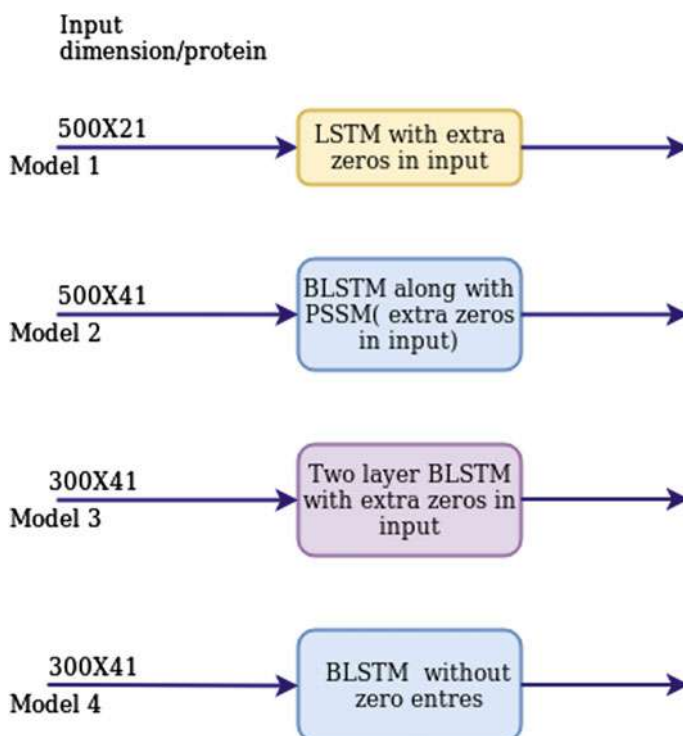 Input
dimension/protein
500X21
Model 1
LSTM with extra
zeros in input
500X41
Model 2
BLSTM along with
PSSM( extra zeros
in input)
300X41
Model 3
Two layer BLSTM
with extra zeros in
input
300X41
Model 4
BLSTM without
zero entres